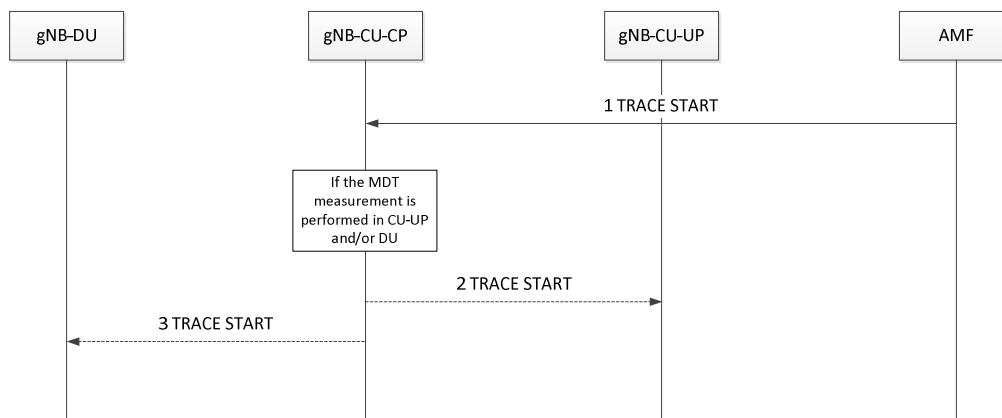 gNB-DU
gNB-CU-CP
gNB-CU-UP
AMF
1 TRACE START
If the MDT
measurement is
performed in CU-UP
and/or DU
2 TRACE START
3 TRACE START